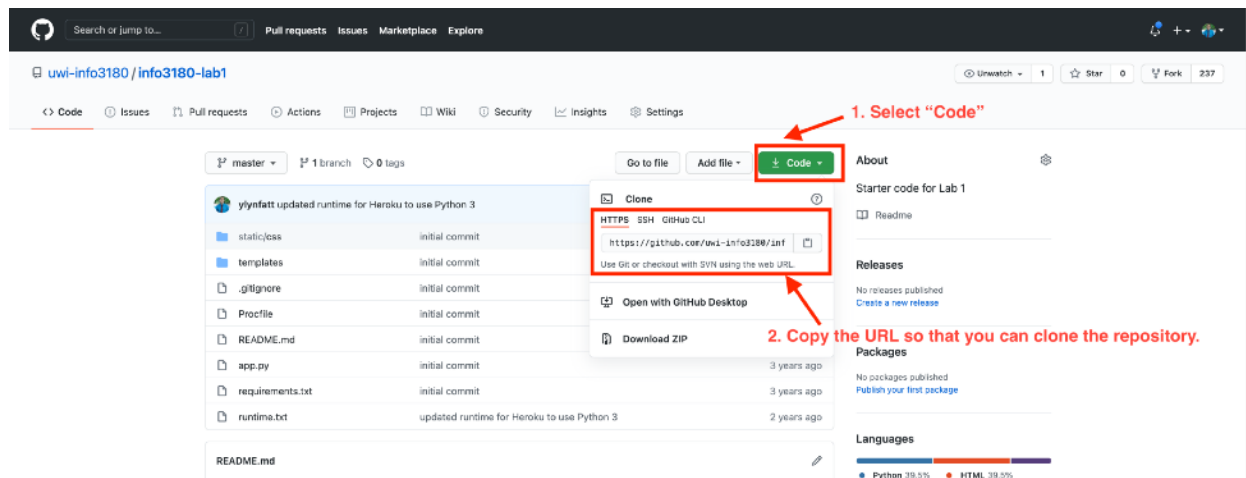 Search or jump to... / Pull requests Issues Marketplace Explore
uwi-info3180 / info3180-lab1
Unwatch 1 Star 0 Fork 237
Code Issues Pull requests Actions Projects Wiki Security Insights Settings
1. Select “Code”
master 1 branch 0 tags Go to file Add file Code
ylynfatt updated runtime for Heroku to use Python 3
static/css initial commit
templates initial commit
.gitignore initial commit
Procfile initial commit
README.md initial commit
app.py initial commit 3 years ago
requirements.txt initial commit 3 years ago
runtime.txt updated runtime for Heroku to use Python 3 2 years ago
README.md
Clone
HTTPS SSH GitHub CLI
https://github.com/uwi-info3180/inf
Use Git or checkout with SVN using the web URL.
Open with GitHub Desktop
Download ZIP
2. Copy the URL so that you can clone the repository.
About
Starter code for Lab 1
Readme
Releases
No releases published
Create a new release
Packages
No packages published
Publish your first package
Languages
Python 39.5% HTML 39.5%